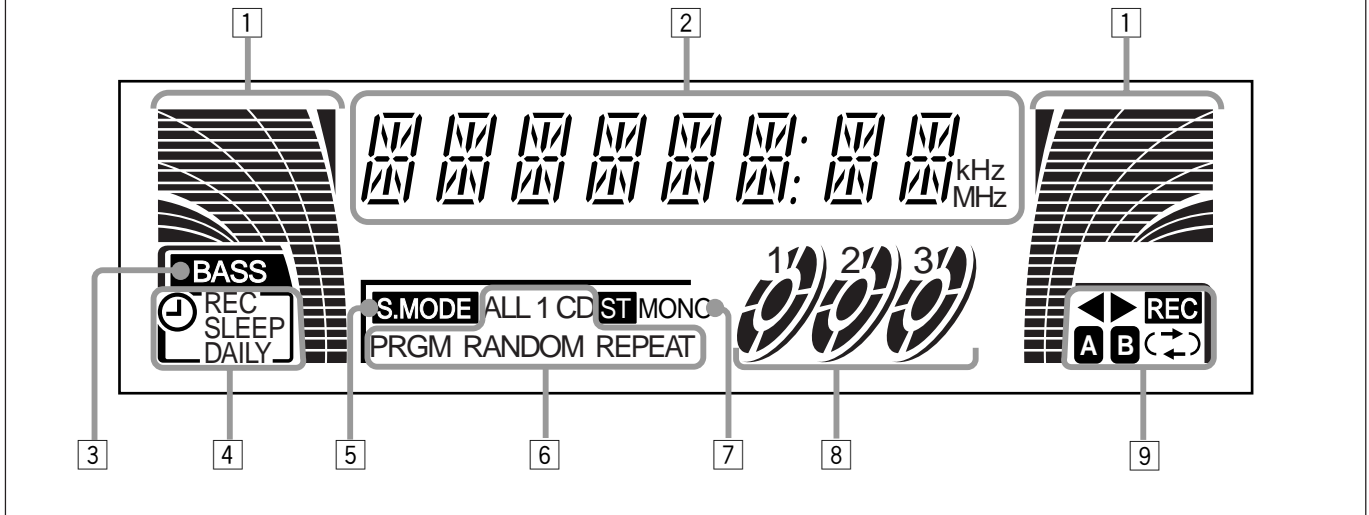 1 2 1
kHz
MHz
BASS
REC
SLEEP
DAILY
S.MODE ALL 1 CD ST MONO
PRGM RANDOM REPEAT
1 2 3
REC
A B
3 4 5 6 7 8 9